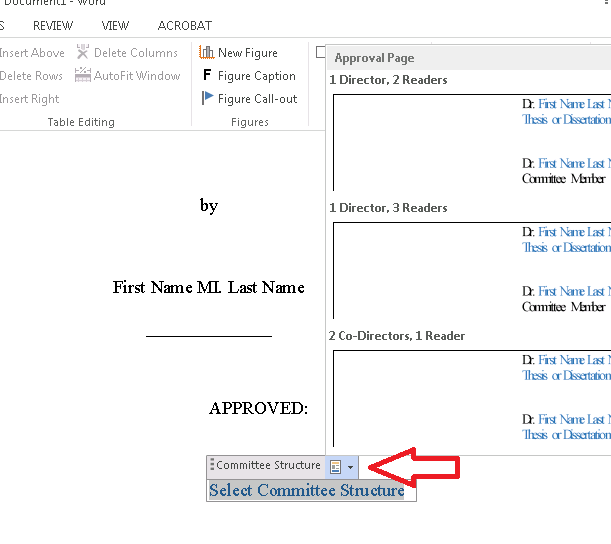 Document1 - Word
S REVIEW VIEW ACROBAT
Insert Above Delete Columns New Figure
Delete Rows AutoFit Window Figure Caption
Insert Right Figure Call-out
Table Editing Figures
Approval Page
1 Director, 2 Readers
Dr. First Name Last N
Thesis or Dissertation
Dr. First Name Last N
Committee Member
1 Director, 3 Readers
Dr. First Name Last N
Thesis or Dissertation
Dr. First Name Last N
Committee Member
2 Co-Directors, 1 Reader
Dr. First Name Last N
Thesis or Dissertation
Dr. First Name Last N
Thesis or Dissertation
by
First Name MI. Last Name
APPROVED:
Committee Structure
Select Committee Structure